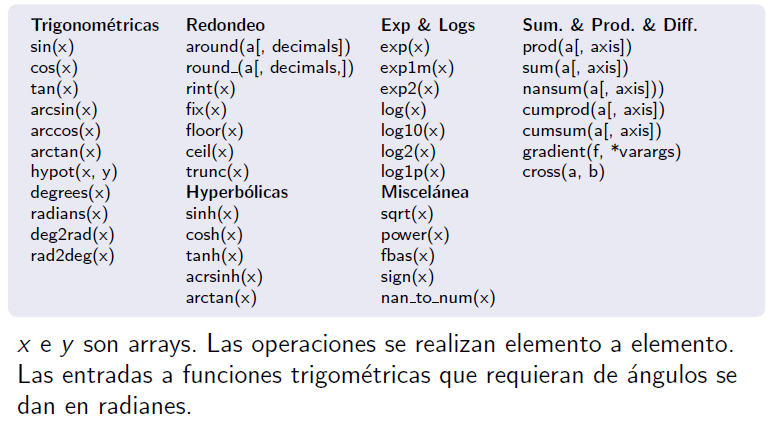 Trigonométricas
sin(x)
cos(x)
tan(x)
arcsin(x)
arccos(x)
arctan(x)
hypot(x, y)
degrees(x)
radians(x)
deg2rad(x)
rad2deg(x)
Redondeo
around(a[, decimals])
round_(a[, decimals,])
rint(x)
fix(x)
floor(x)
ceil(x)
trunc(x)
Hyperbólicas
sinh(x)
cosh(x)
tanh(x)
acrsinh(x)
arctan(x)
Exp & Logs
exp(x)
exp1m(x)
exp2(x)
log(x)
log10(x)
log2(x)
log1p(x)
Miscelánea
sqrt(x)
power(x)
fbas(x)
sign(x)
nan_to_num(x)
Sum. & Prod. & Diff.
prod(a[, axis])
sum(a[, axis])
nansum(a[, axis]))
cumprod(a[, axis])
cumsum(a[, axis])
gradient(f, *varargs)
cross(a, b)
x e y son arrays. Las operaciones se realizan elemento a elemento.
Las entradas a funciones trigométricas que requieran de ángulos se
dan en radianes.